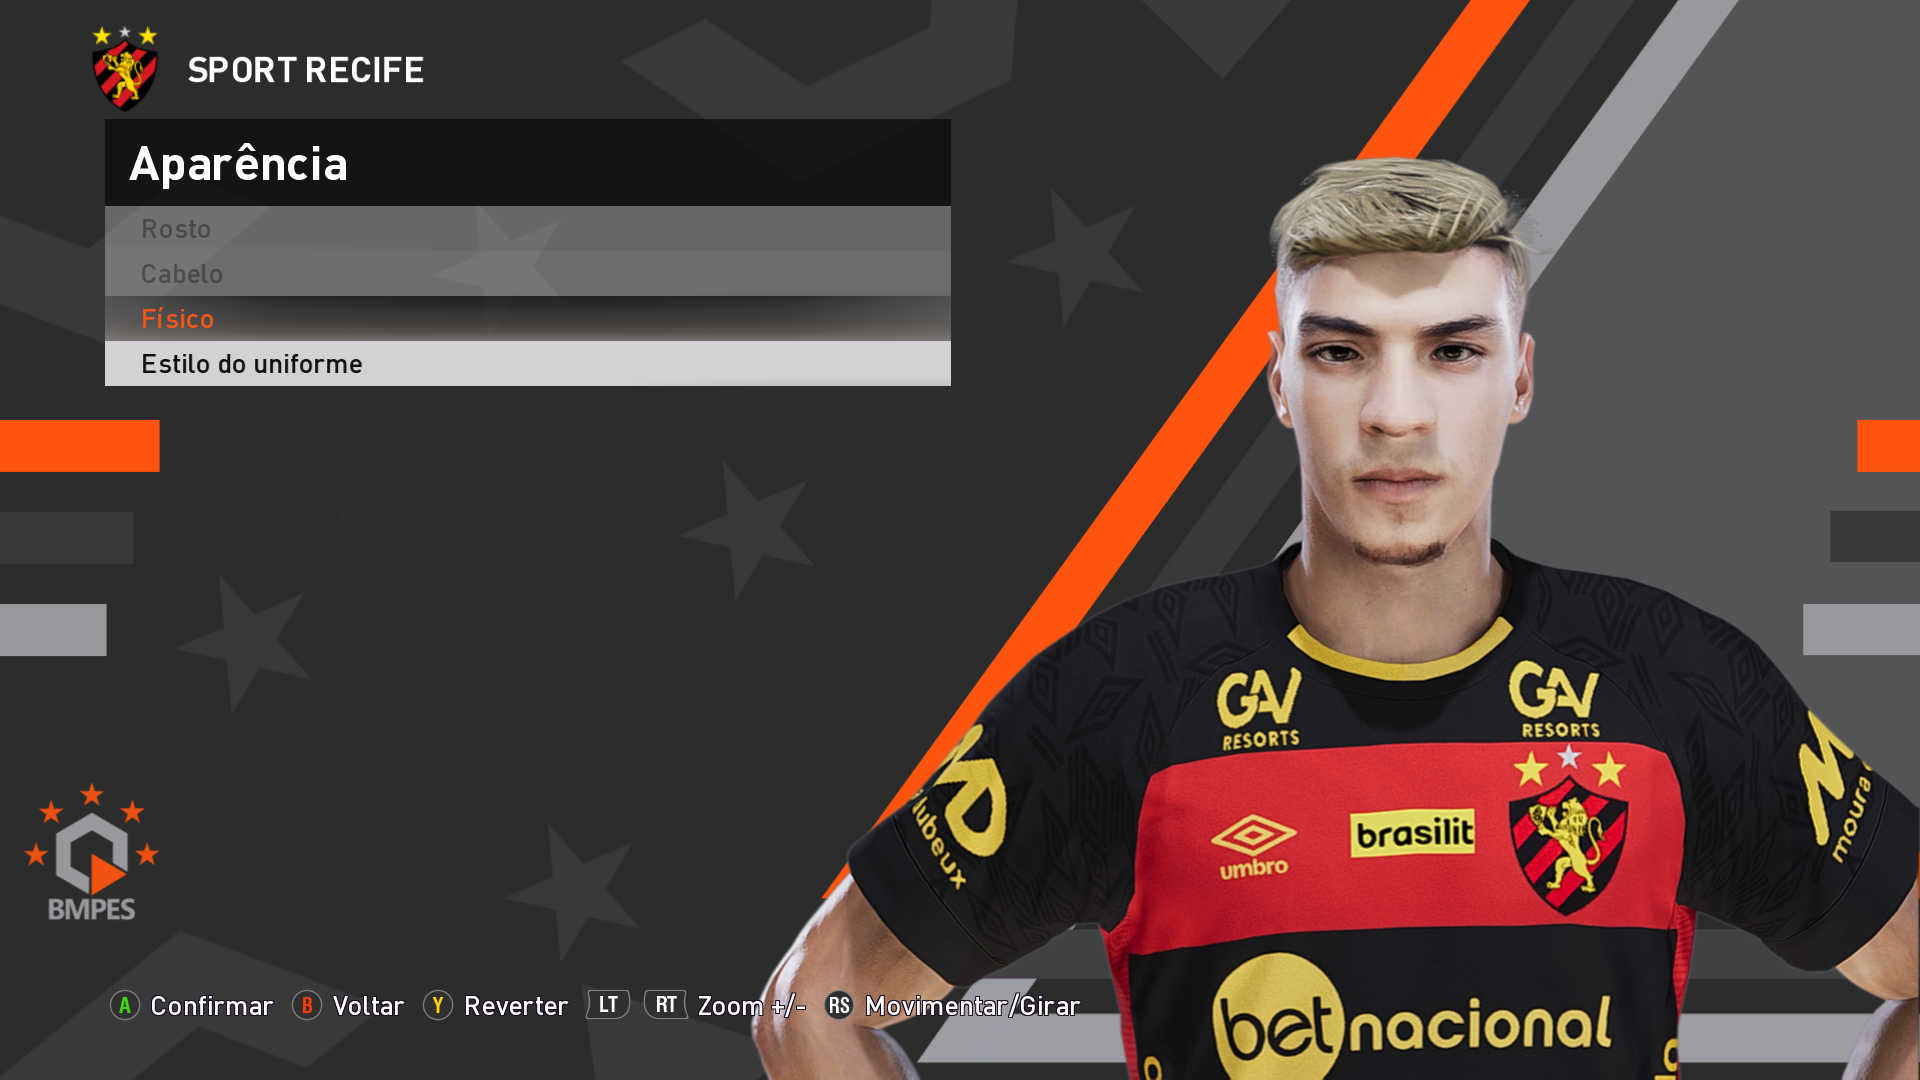 SPORT RECIFE
Aparência
Rosto
Cabelo
Físico
Estilo do uniforme
GAV
RESORTS
GAV
RESORTS
lubeux
moura
umbro
brasilit
betnacional
BMPES
A Confirmar B Voltar Y Reverter LT RT Zoom +/- RS Movimentar/Girar